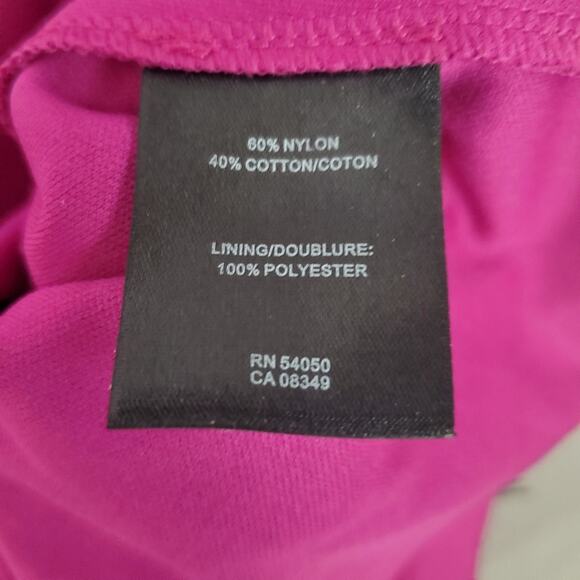 60% NYLON
40% COTTON/COTON
LINING/DOUBLURE:
100% POLYESTER
RN 54050
CA 08349